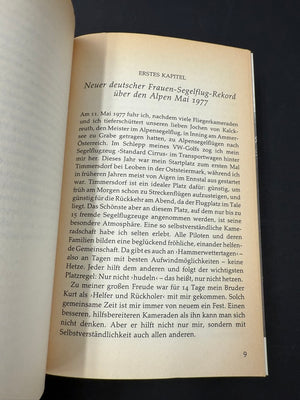 ERSTES KAPITEL
Neuer deutscher Frauen-Segelflug-Rekord
über den Alpen Mai 1977
Am 11. Mai 1977 fuhr ich, nachdem viele Fliegerkameraden
und ich tieferschüttert unseren lieben Jochen von Kalck-
seuth, den Meister im Alpensegelflug, in Inning am Ammer-
see zu Grabe getragen hatten, zu Alpensegelflügen nach
Österreich. Im Schlepp meines VW-Golfs zog ich mein
Segelflugzeug ›Standard Cirrus‹ im Transportwagen hinter
mir her. Dieses Jahr war mein Startplatz zum ersten Mal
Timmersdorf bei Leoben in der Oststeiermark, während ich
in früheren Jahren meist von Aigen im Ennstal aus gestartet
war. Timmersdorf ist ein idealer Platz dafür: günstig, um
früh am Morgen schon zu Streckenflügen aufzusteigen, und
günstig für die Rückkehr am Abend, da der Flugplatz im Tale
liegt. Das Schönste aber an diesem Platz, auf dem nur bis zu
15 fremde Segelflugzeuge angenommen werden, ist seine
besondere Atmosphäre. Eine so selbstverständliche Kame-
radschaft habe ich selten erlebt. Alle Piloten und deren
Familien bilden eine beglückend fröhliche, einander helfen-
de Gemeinschaft. Da gibt es auch an ›Hammerwettertagen‹ –
also an Tagen mit besten Aufwindmöglichkeiten – keine
Hetze. Jeder hilft dem andern und folgt der wichtigsten
Platzregel: Nur nicht ›hudeln‹ – das heißt, nur nicht hetzen.
Zu meiner großen Freude war für 14 Tage mein Bruder
Kurt als ›Helfer und Rückholer‹ mit mir gekommen. Solch
gemeinsame Zeit ist mir immer von neuem ein Fest. Einen
besseren, hilfsbereiteren Kameraden als ihn kann man sich
nicht denken. Aber er hilft nicht nur mir, sondern mit
Selbstverständlichkeit auch allen anderen.
9